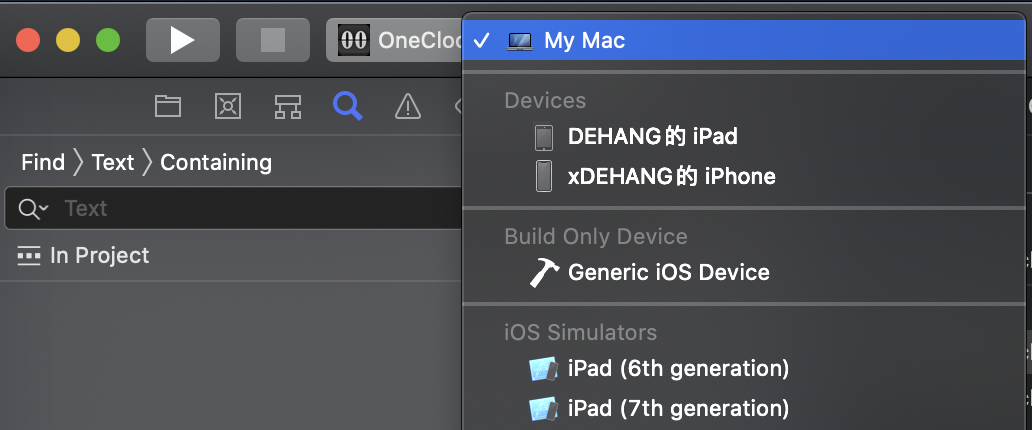 00 OneCloc
My Mac
Devices
DEHANG的 iPad
xDEHANG的 iPhone
Find Text Containing
Text
Build Only Device
In Project
Generic iOS Device
iOS Simulators
iPad (6th generation)
iPad (7th generation)